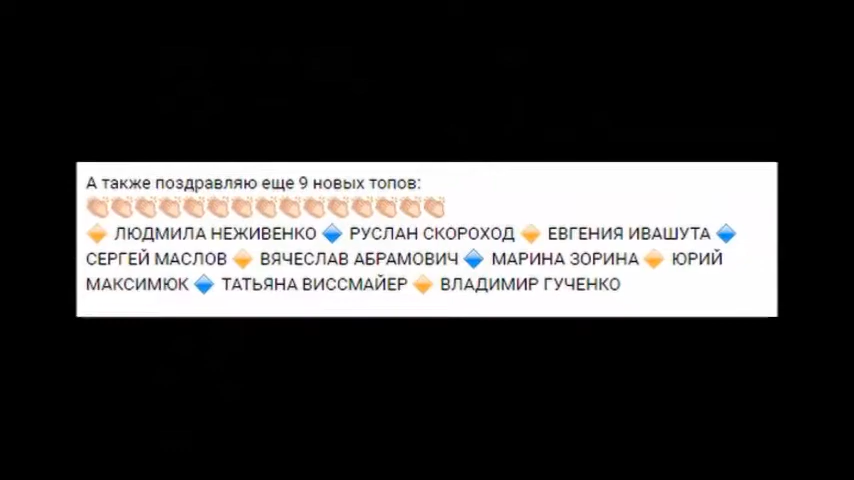 А также поздравляю еще 9 новых топов:
👏🏻👏🏻👏🏻👏🏻👏🏻👏🏻👏🏻👏🏻👏🏻👏🏻👏🏻👏🏻👏🏻👏🏻👏🏻
🔸 ЛЮДМИЛА НЕЖИВЕНКО 🔷 РУСЛАН СКОРОХОД 🔸 ЕВГЕНИЯ ИВАШУТА 🔷
СЕРГЕЙ МАСЛОВ 🔸 ВЯЧЕСЛАВ АБРАМОВИЧ 🔷 МАРИНА ЗОРИНА 🔸 ЮРИЙ
МАКСИМЮК 🔷 ТАТЬЯНА ВИССМАЙЕР 🔸 ВЛАДИМИР ГУЧЕНКО